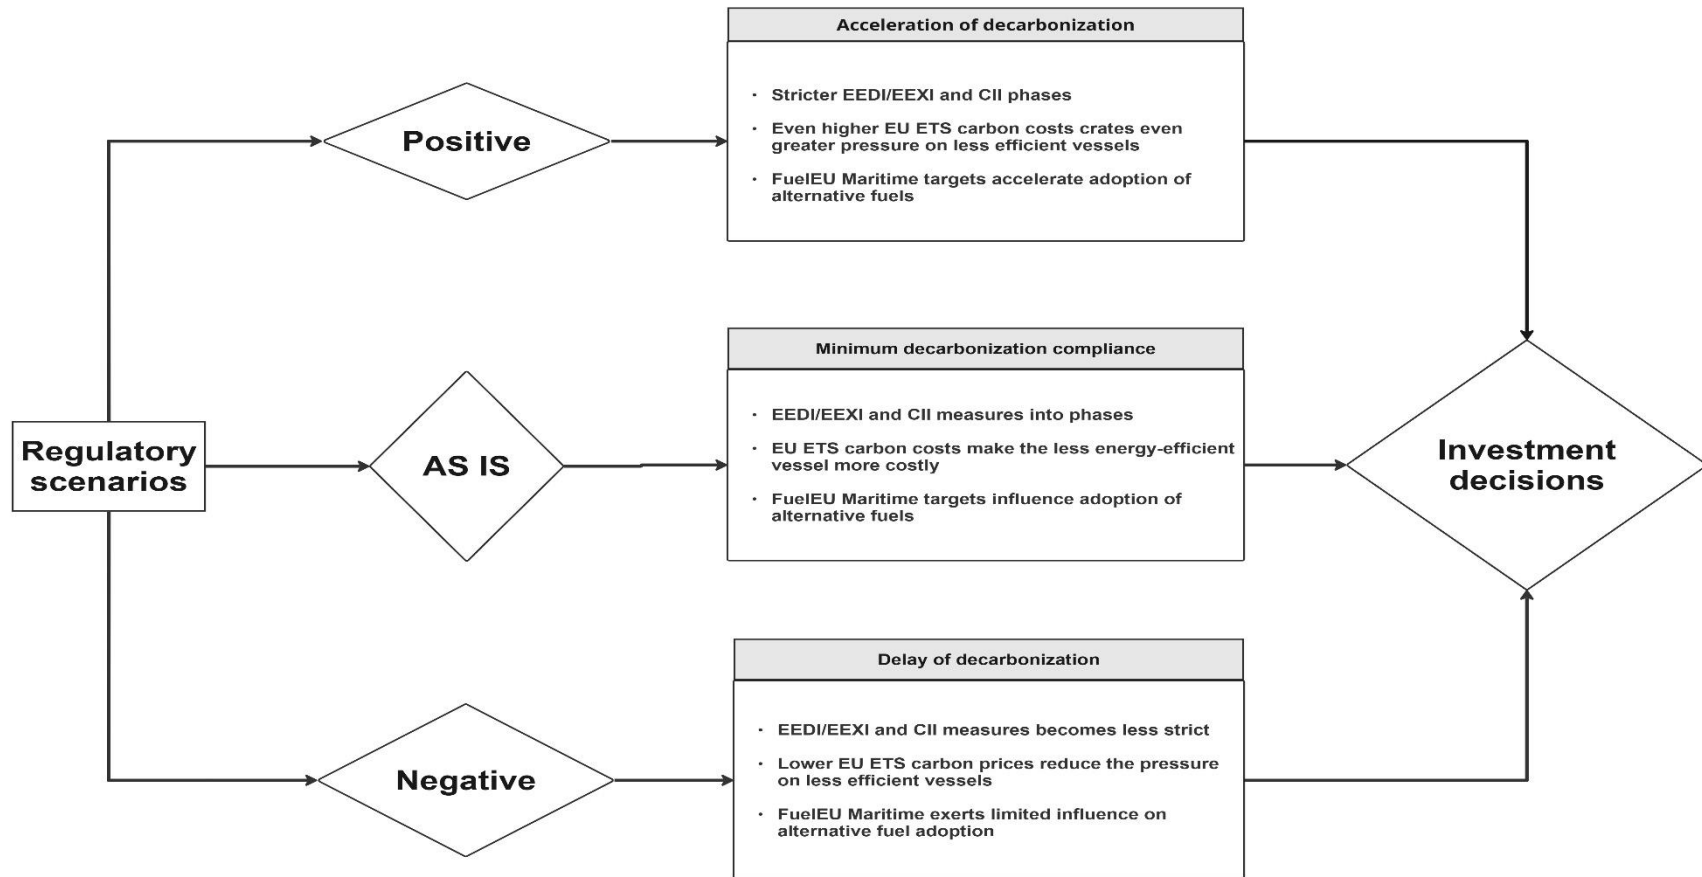 Acceleration of decarbonization
· Stricter EEDI/EEXI and CII phases
· Even higher EU ETS carbon costs crates even
greater pressure on less efficient vessels
· FuelEU Maritime targets accelerate adoption of
alternative fuels
Positive
Minimum decarbonization compliance
· EEDI/EEXI and CII measures into phases
· EU ETS carbon costs make the less energy-efficient
vessel more costly
· FuelEU Maritime targets influence adoption of
alternative fuels
Regulatory
scenarios
AS IS
Investment
decisions
Delay of decarbonization
· EEDI/EEXI and CII measures becomes less strict
· Lower EU ETS carbon prices reduce the pressure
on less efficient vessels
· FuelEU Maritime exerts limited influence on
alternative fuel adoption
Negative